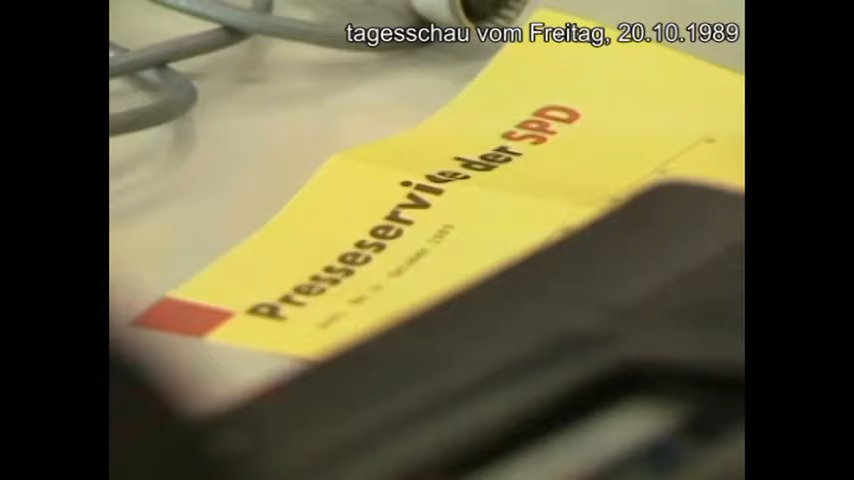 tagesschau vom Freitag, 20.10.1989
Presseservice der SPD